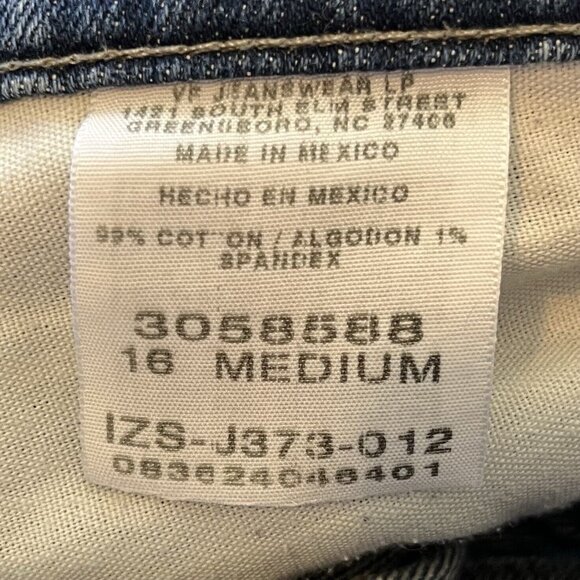 VF JEANSWEAR LP
1421 SOUTH ELM STREET
GREENSBORO, NC 27406
MADE IN MEXICO
HECHO EN MEXICO
99% COTTON / ALGODON 1%
SPANDEX
3058588
16 MEDIUM
IZS-J373-012
083624046401